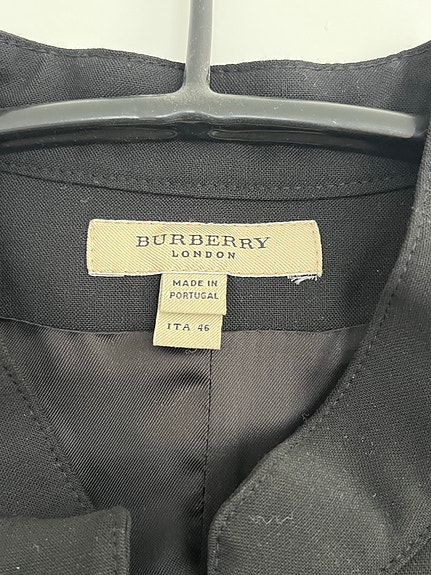 BURBERRY
LONDON
MADE IN
PORTUGAL
ITA 46